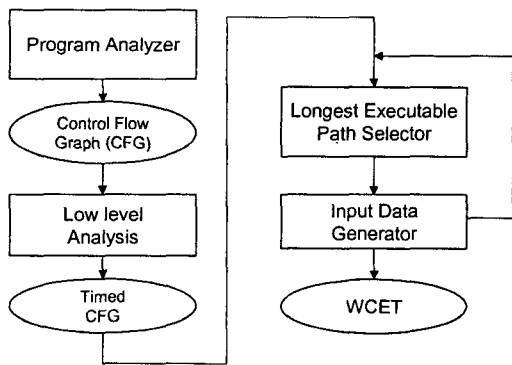 Program Analyzer
Control Flow
Graph (CFG)
Low level
Analysis
Timed
CFG
Longest Executable
Path Selector
Input Data
Generator
WCET